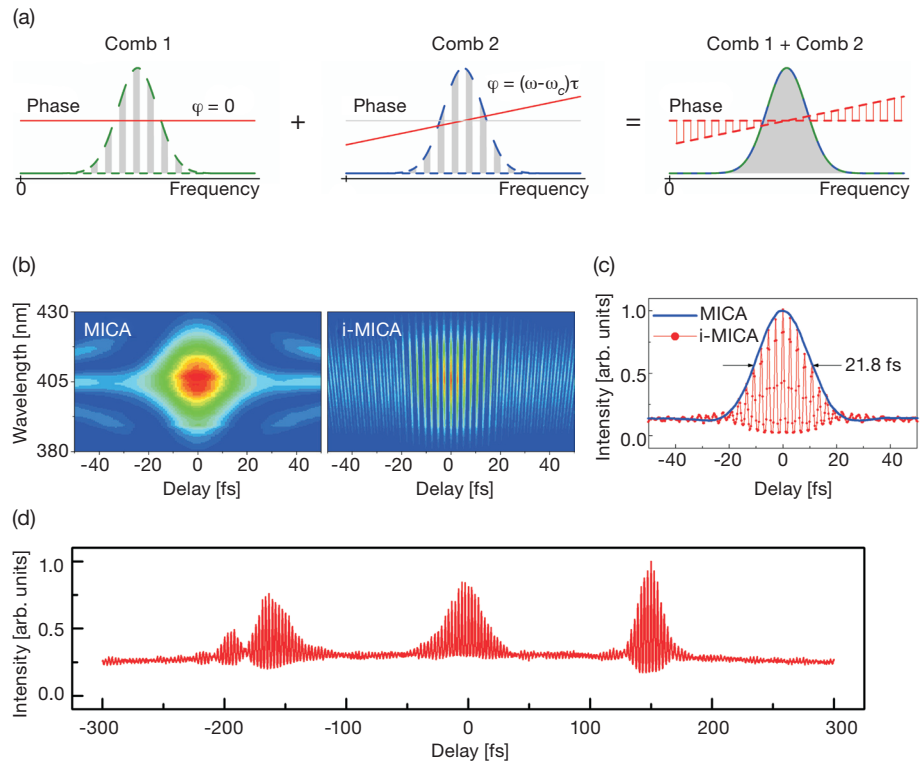 (a)
Comb 1
Comb 2
Comb 1 + Comb 2
Phase
φ = 0
+
Phase
φ = (ω-ω_c)τ
=
Phase
0
Frequency
Frequency
0
Frequency
(b)
(c)
Wavelength [nm]
430
405
380
MICA
i-MICA
-40 -20 0 20 40
-40 -20 0 20 40
Delay [fs]
Delay [fs]
Intensity [arb. units]
1.0
0.5
0.0
MICA
i-MICA
21.8 fs
-40 -20 0 20 40
Delay [fs]
(d)
Intensity [arb. units]
1.0
0.5
0.0
-300 -200 -100 0 100 200 300
Delay [fs]